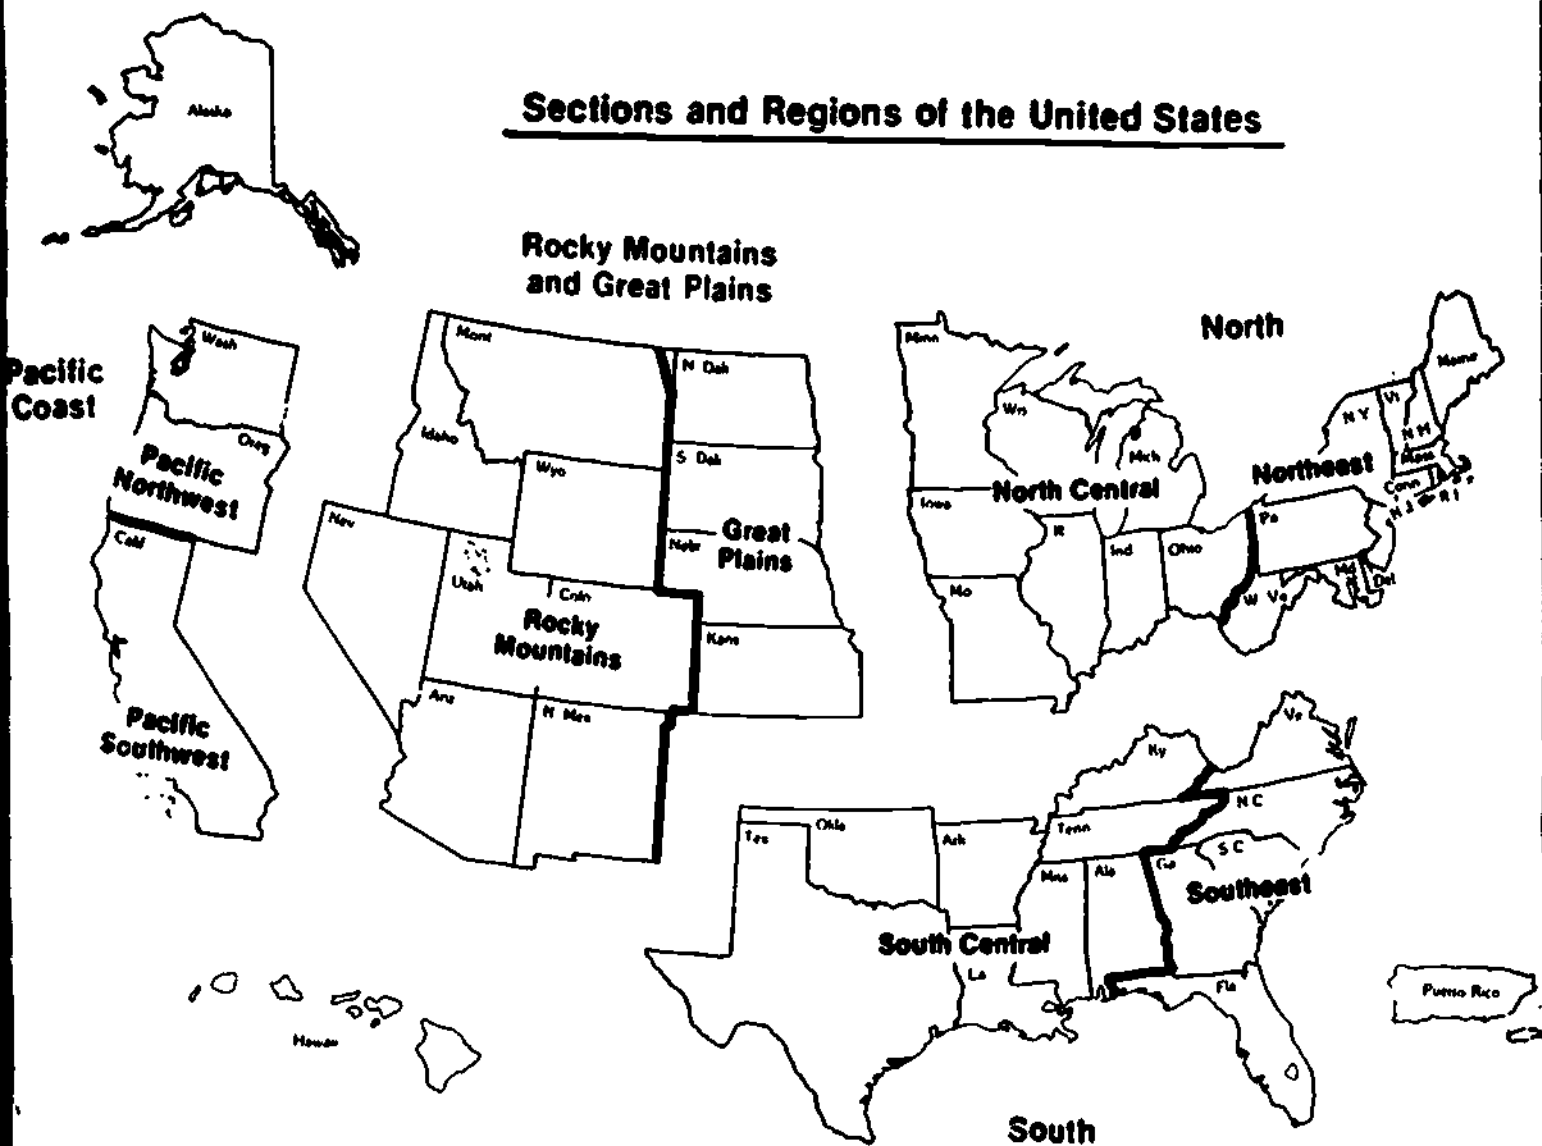 Alaska
Sections and Regions of the United States
Rocky Mountains
and Great Plains
North
Pacific
Coast
Wash
Oreg
Pacific
Northwest
Calif
Pacific
Southwest
Mont
Idaho
Wyo
Nev
Utah
Colo
Rocky
Mountains
Ariz
N Mex
N Dak
S Dak
Nebr
Great
Plains
Kans
Minn
Wis
Mich
North Central
Iowa
Ill
Ind
Ohio
Mo
Maine
Vt
N Y
N H
Mass
Northeast
Conn
R I
N J
Pa
Md
Del
W Va
Va
Ky
N C
Tenn
S C
Okla
Tex
Ark
Miss
Ala
Ga
Southeast
South Central
La
Fla
Puerto Rico
Hawaii
South